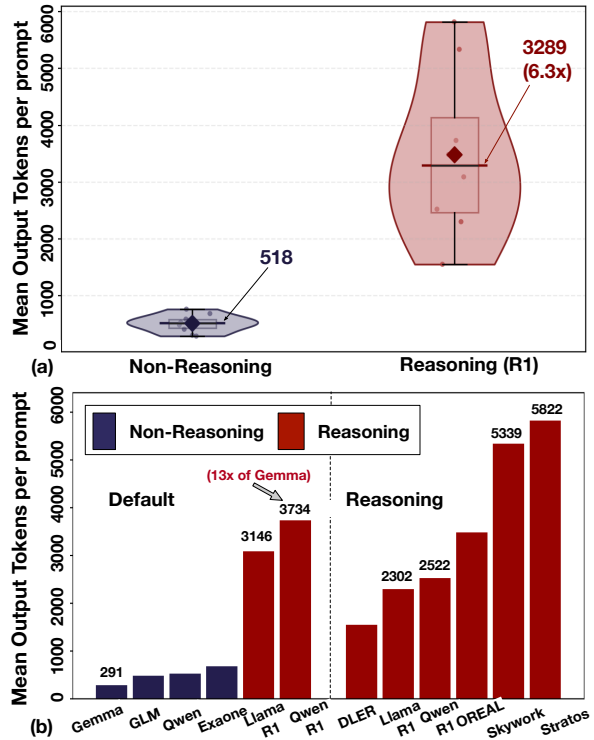 Mean Output Tokens per prompt
6000
5000
4000
3000
2000
1000
0
3289
(6.3x)
518
(a)
Non-Reasoning
Reasoning (R1)
Mean Output Tokens per prompt
6000
5000
4000
3000
2000
1000
0
Non-Reasoning
Reasoning
(13x of Gemma)
Default
Reasoning
291
3146
3734
2302
2522
5339
5822
(b)
Gemma
GLM
Qwen
Exaone
Llama
R1
Qwen
R1
DLER
Llama
R1
Qwen
R1
OREAL
Skywork
Stratos